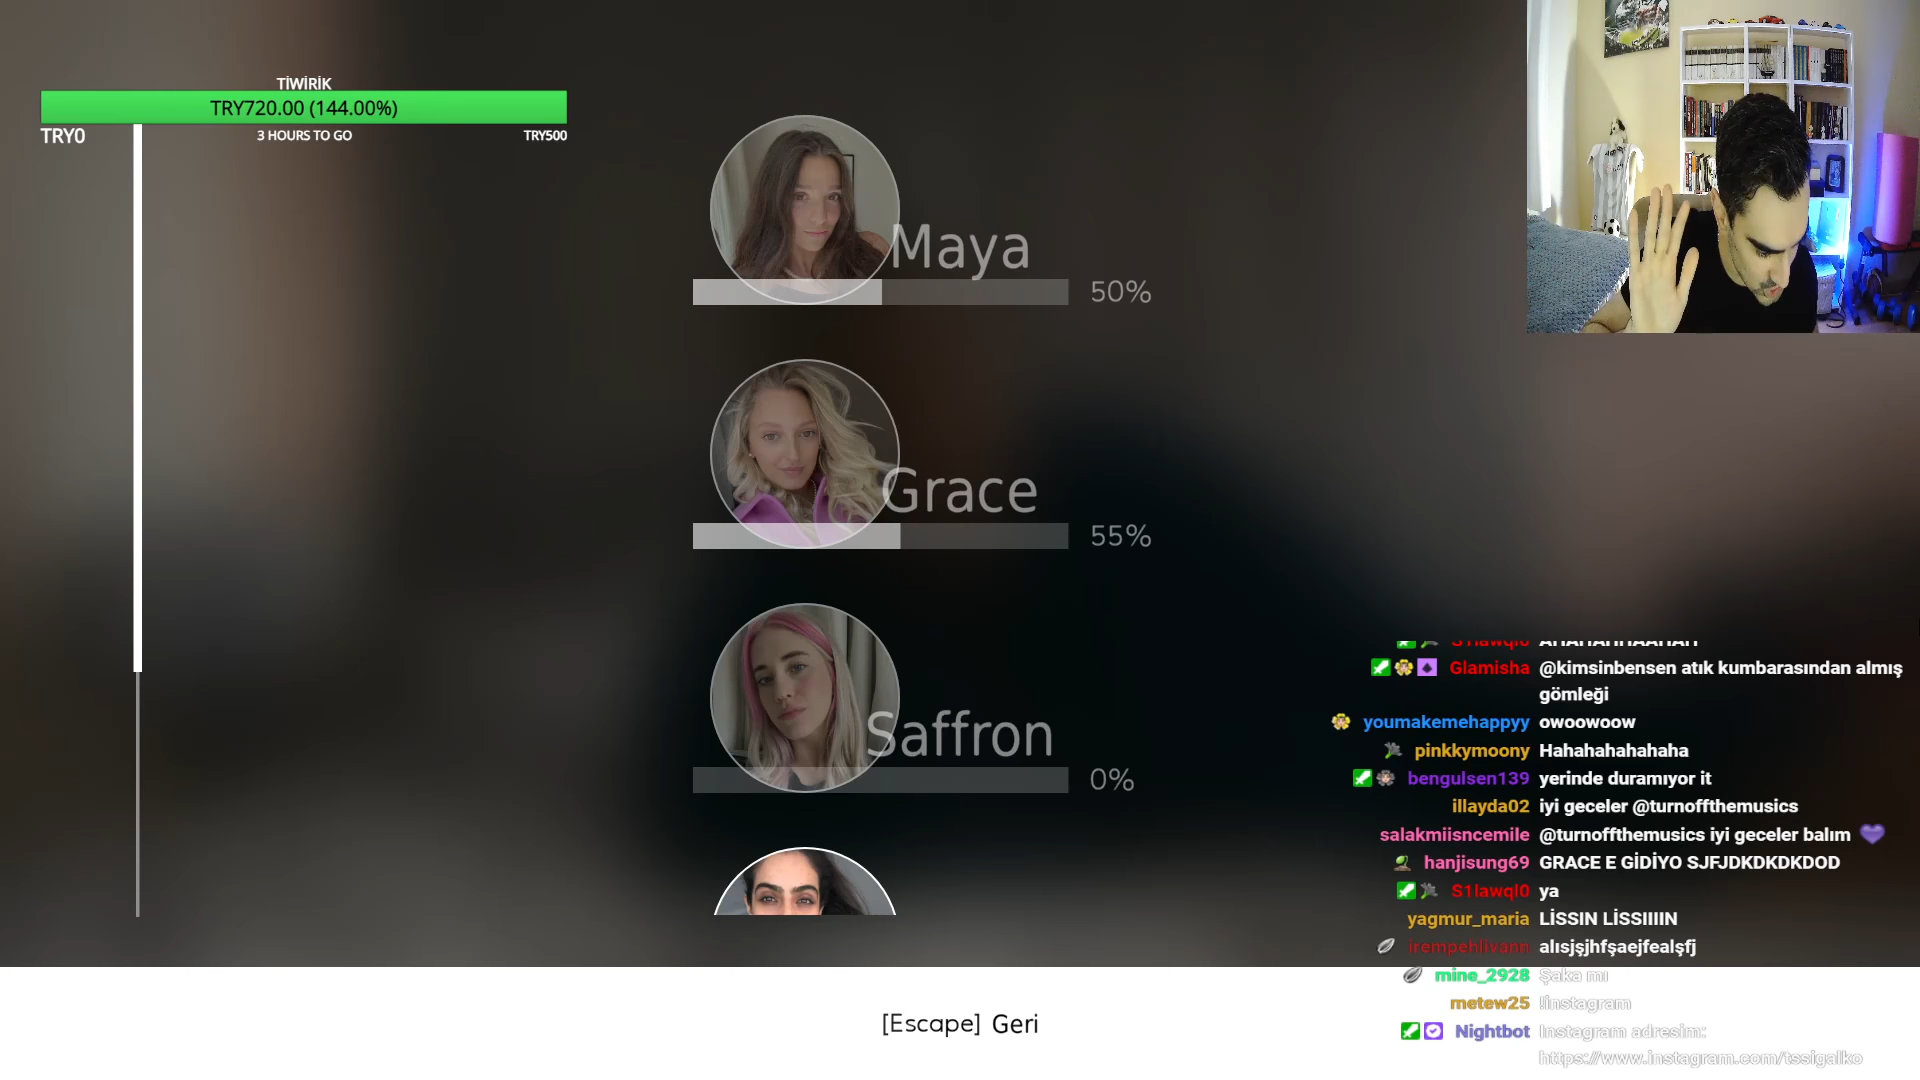 TİWİRİK
TRY720.00 (144.00%)
TRY0
3 HOURS TO GO
TRY500
Maya
50%
Grace
55%
Saffron
0%
Glamisha @kimsinbensen atık kumbarasından almış
gömleği
youmakemehappyy owoowoow
pinkkymoony Hahahahahahaha
bengulsen139 yerinde duramıyor it
illayda02 iyi geceler @turnoffthemusics
salakmiisncemile @turnoffthemusics iyi geceler balım
hanjisung69 GRACE E GİDİYO SJFJDKDKDKDOD
S1lawql0 ya
yagmur_maria LİSSIN LİSSIIIIN
irempehlivann alısjşjhfşaejfealşfj
mine_2928 Şaka mı
metew25 !instagram
Nightbot Instagram adresim:
https://www.instagram.com/tssigalko
[Escape] Geri